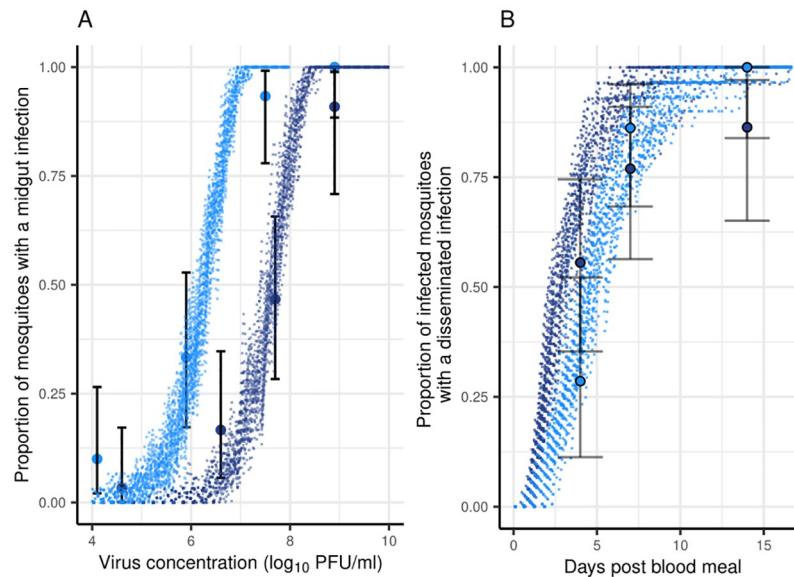 A
Proportion of mosquitoes with a midgut infection
1.00
0.75
0.50
0.25
0.00
4
6
8
10
Virus concentration (log₁₀ PFU/ml)
B
Proportion of infected mosquitoes
with a disseminated infection
1.00
0.75
0.50
0.25
0.00
0
5
10
15
Days post blood meal